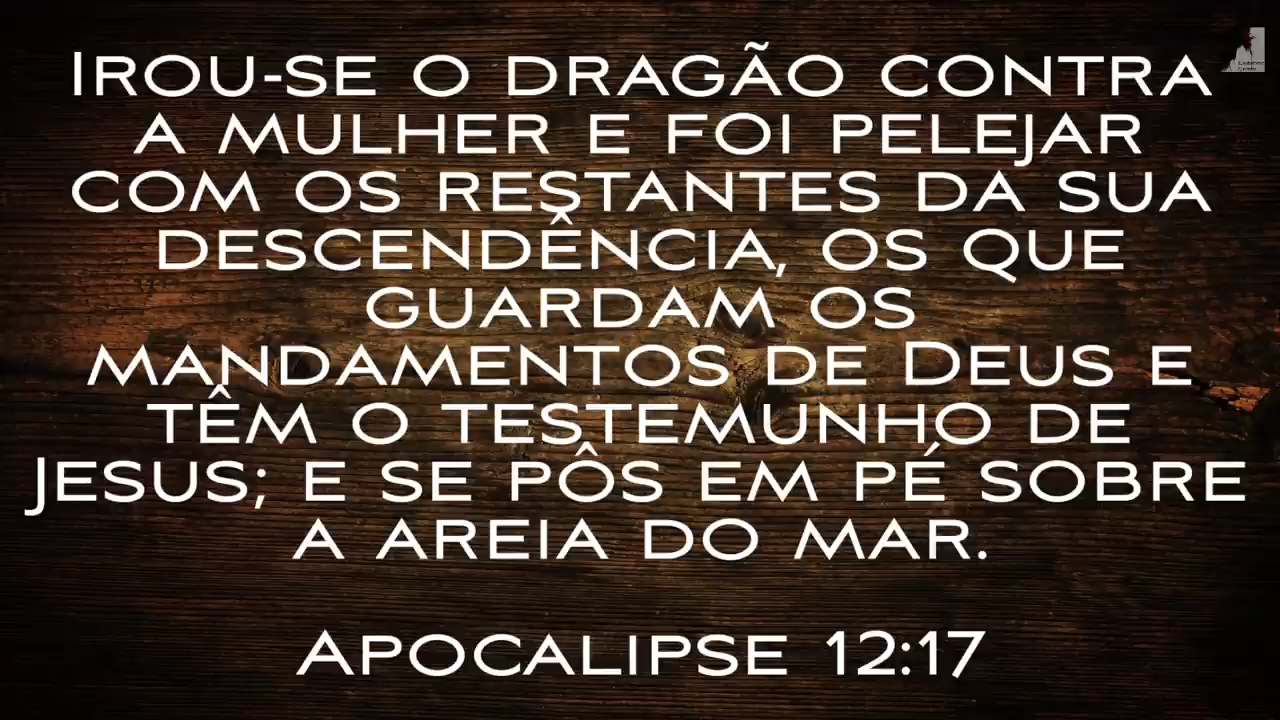 Irou-se o dragão contra
a mulher e foi pelejar
com os restantes da sua
descendência, os que
guardam os
mandamentos de Deus e
têm o testemunho de
Jesus; e se pôs em pé sobre
a areia do mar.
Apocalipse 12:17